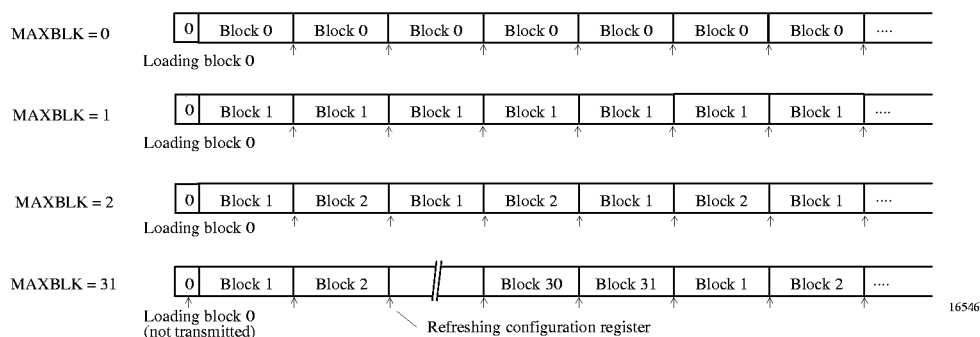 MAXBLK = 0 0 Block 0 Block 0 Block 0 Block 0 Block 0 Block 0 Block 0 ....
Loading block 0
MAXBLK = 1 0 Block 1 Block 1 Block 1 Block 1 Block 1 Block 1 Block 1 ....
Loading block 0
MAXBLK = 2 0 Block 1 Block 2 Block 1 Block 2 Block 1 Block 2 Block 1 ....
Loading block 0
MAXBLK = 31 0 Block 1 Block 2 Block 30 Block 31 Block 1 Block 2 ....
Loading block 0
(not transmitted)
Refreshing configuration register
16546